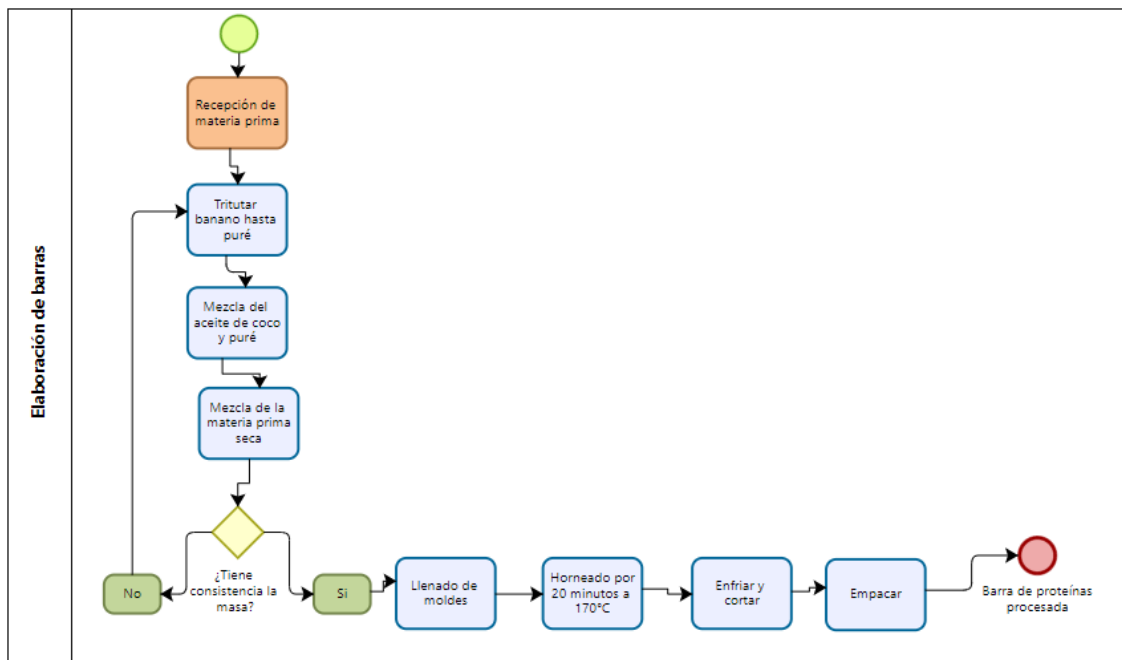 Elaboración de barras
Recepción de
materia prima
Tritutar
banano hasta
puré
Mezcla del
aceite de coco
y puré
Mezcla de la
materia prima
seca
¿Tiene
consistencia la
masa?
No
Si
Llenado de
moldes
Horneado por
20 minutos a
170°C
Enfriar y
cortar
Empacar
Barra de proteínas
procesada